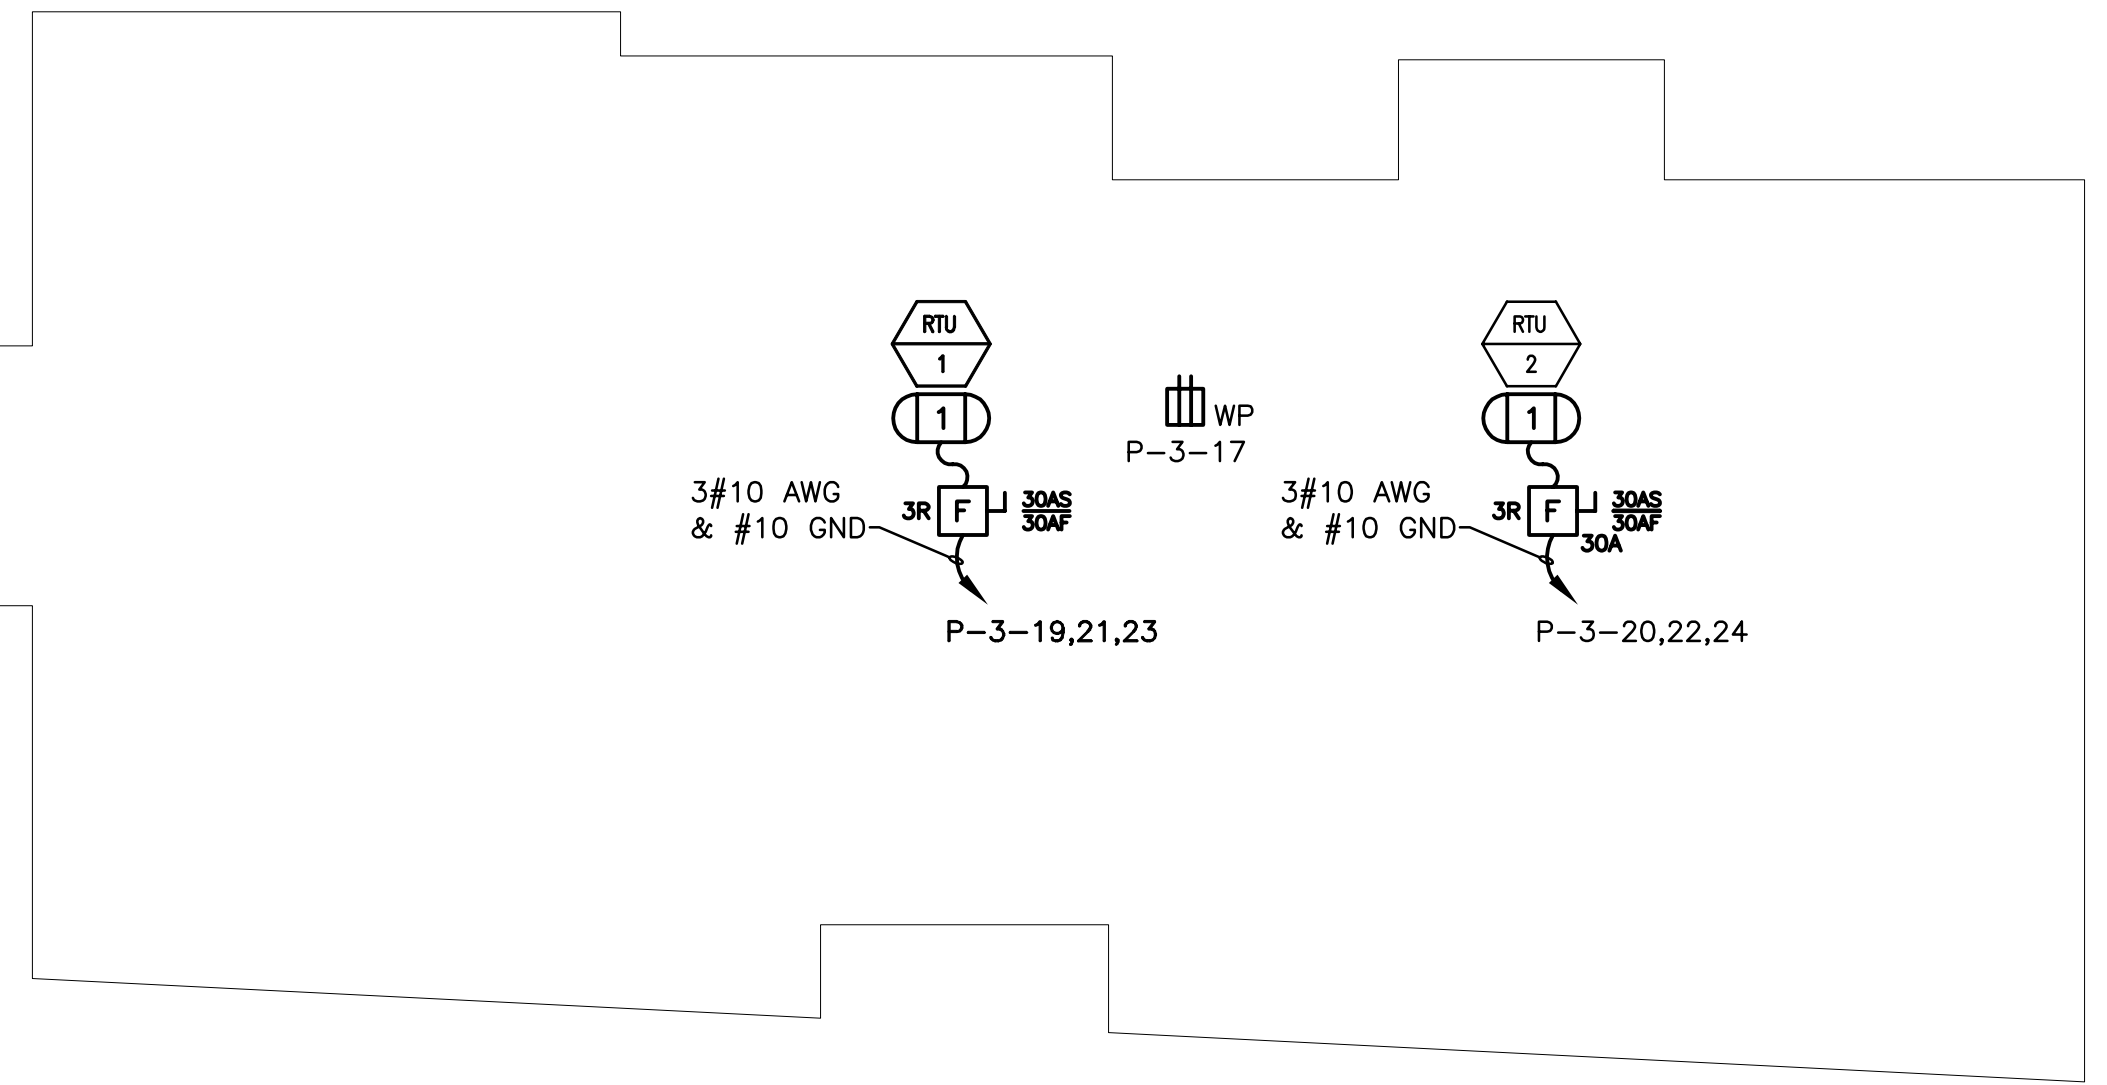 RTU
1
1
3#10 AWG
& #10 GND
3R
F
30AS
30AF
P-3-19,21,23
WP
P-3-17
RTU
2
1
3#10 AWG
& #10 GND
3R
F
30AS
30AF
30A
P-3-20,22,24